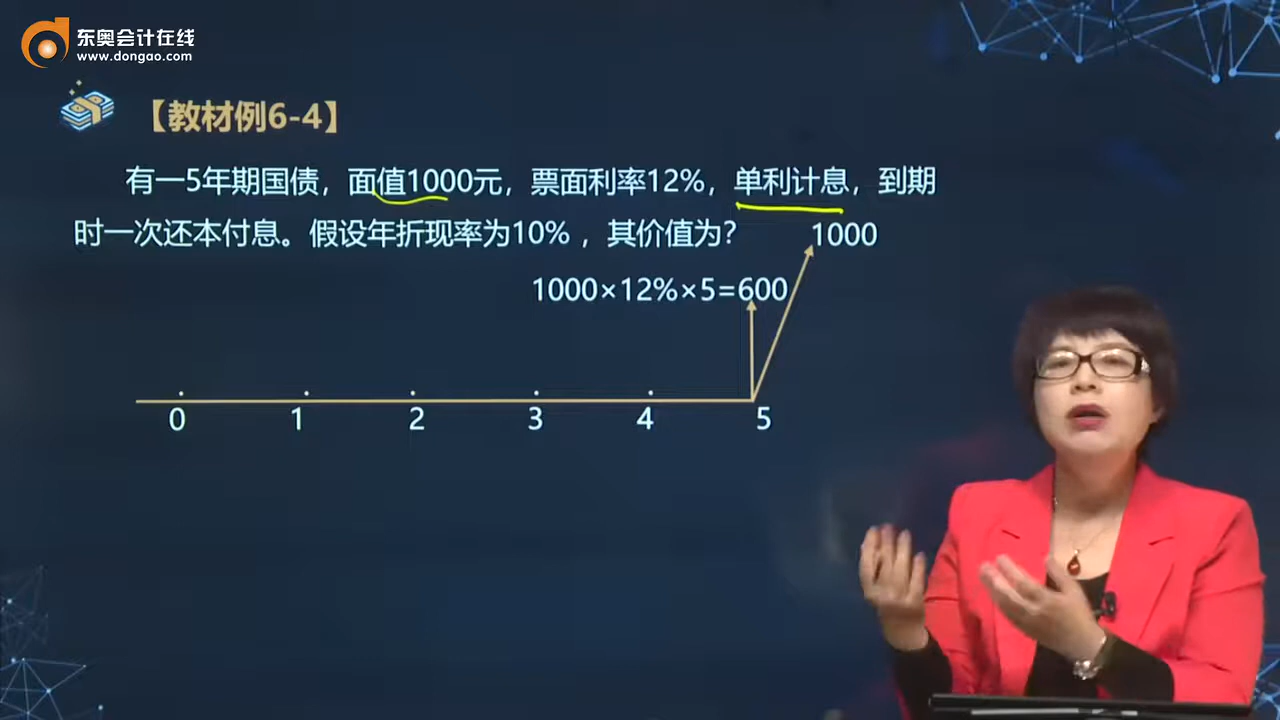 东奥会计在线
www.dongao.com
【教材例6-4】
有一5年期国债，面值1000元，票面利率12%，单利计息，到期
时一次还本付息。假设年折现率为10%，其价值为？
1000
1000×12%×5=600
0 1 2 3 4 5